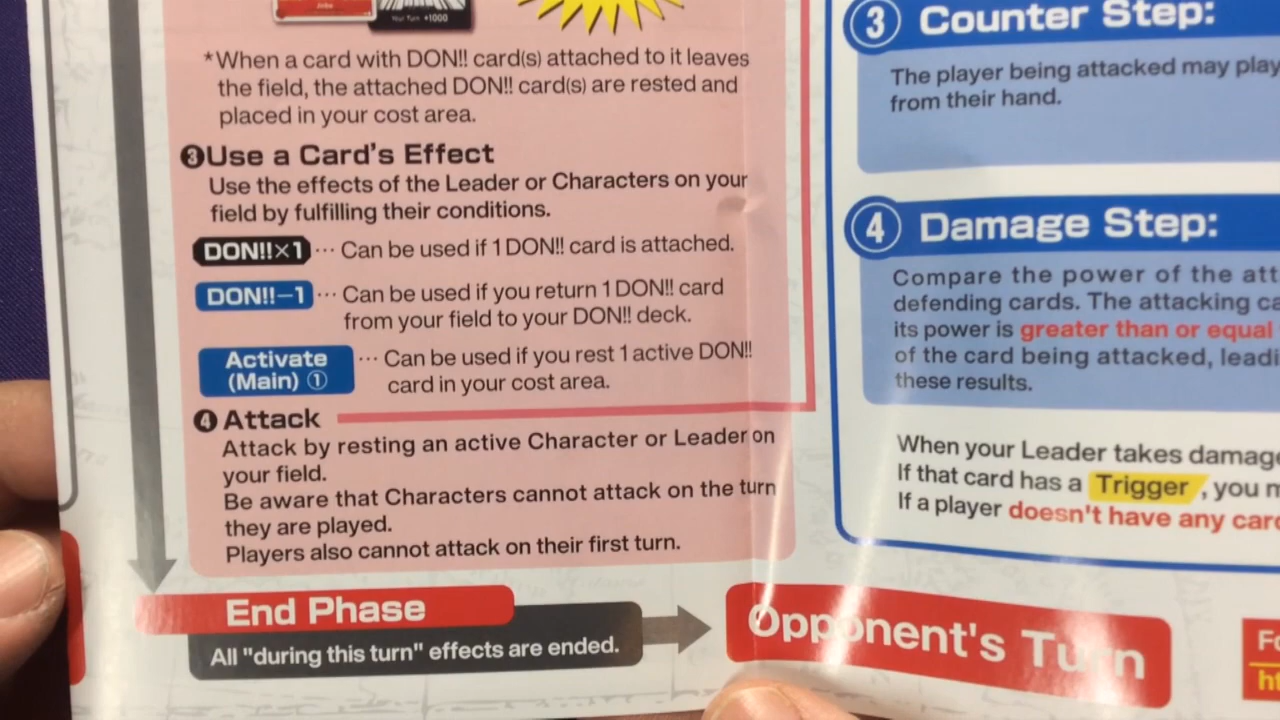 Your Turn +1000
*When a card with DON!! card(s) attached to it leaves
the field, the attached DON!! card(s) are rested and
placed in your cost area.
❸Use a Card's Effect
Use the effects of the Leader or Characters on your
field by fulfilling their conditions.
DON!!×1 ··· Can be used if 1 DON!! card is attached.
DON!!−1 ··· Can be used if you return 1 DON!! card
from your field to your DON!! deck.
Activate
(Main) ① ··· Can be used if you rest 1 active DON!!
card in your cost area.
❹Attack
Attack by resting an active Character or Leader on
your field.
Be aware that Characters cannot attack on the turn
they are played.
Players also cannot attack on their first turn.
End Phase
All "during this turn" effects are ended.
Opponent's Turn
③ Counter Step:
The player being attacked may play
from their hand.
④ Damage Step:
Compare the power of the att
defending cards. The attacking ca
its power is greater than or equal
of the card being attacked, leadi
these results.
When your Leader takes damage
If that card has a Trigger , you m
If a player doesn't have any car
Fo
ht